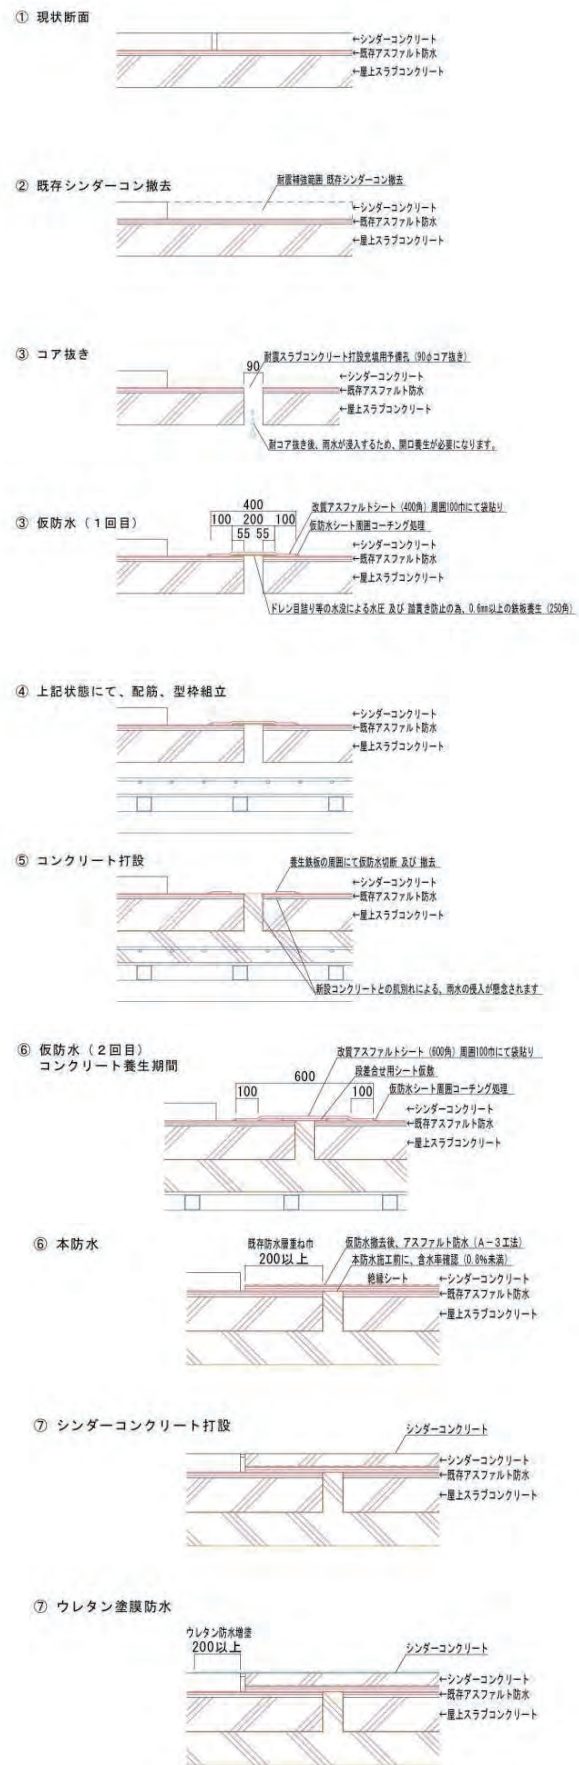 ① 現状断面
←シンダーコンクリート
←既存アスファルト防水
←屋上スラブコンクリート
② 既存シンダーコン撤去
耐震補強範囲 既存シンダーコン撤去
←シンダーコンクリート
←既存アスファルト防水
←屋上スラブコンクリート
③ コア抜き
90
耐震スラブコンクリート打設充填用予備孔 (90φコア抜き)
←シンダーコンクリート
←既存アスファルト防水
←屋上スラブコンクリート
耐コア抜き後、雨水が浸入するため、開口養生が必要になります。
③ 仮防水 (1回目)
400
100 200 100
55 55
改質アスファルトシート (400角) 周囲100巾にて袋貼り
仮防水シート周囲コーチング処理
←シンダーコンクリート
←既存アスファルト防水
←屋上スラブコンクリート
ドレン目詰り等の水没による水圧 及び 踏貫き防止の為、0.6mm以上の鉄板養生 (250角)
④ 上記状態にて、配筋、型枠組立
←シンダーコンクリート
←既存アスファルト防水
←屋上スラブコンクリート
⑤ コンクリート打設
養生鉄板の周囲にて仮防水切断 及び 撤去
←シンダーコンクリート
←既存アスファルト防水
←屋上スラブコンクリート
新設コンクリートとの肌別れによる、雨水の侵入が懸念されます
⑥ 仮防水 (2回目)
コンクリート養生期間
600
100 100
改質アスファルトシート (600角) 周囲100巾にて袋貼り
段差合せ用シート仮敷
仮防水シート周囲コーチング処理
←シンダーコンクリート
←既存アスファルト防水
←屋上スラブコンクリート
⑥ 本防水
既存防水層重ね巾
200以上
仮防水撤去後、アスファルト防水 (A-3工法)
本防水施工前に、含水率確認 (0.8%未満)
絶縁シート
←シンダーコンクリート
←既存アスファルト防水
←屋上スラブコンクリート
⑦ シンダーコンクリート打設
シンダーコンクリート
←シンダーコンクリート
←既存アスファルト防水
←屋上スラブコンクリート
⑦ ウレタン塗膜防水
ウレタン防水増塗
200以上
シンダーコンクリート
←シンダーコンクリート
←既存アスファルト防水
←屋上スラブコンクリート